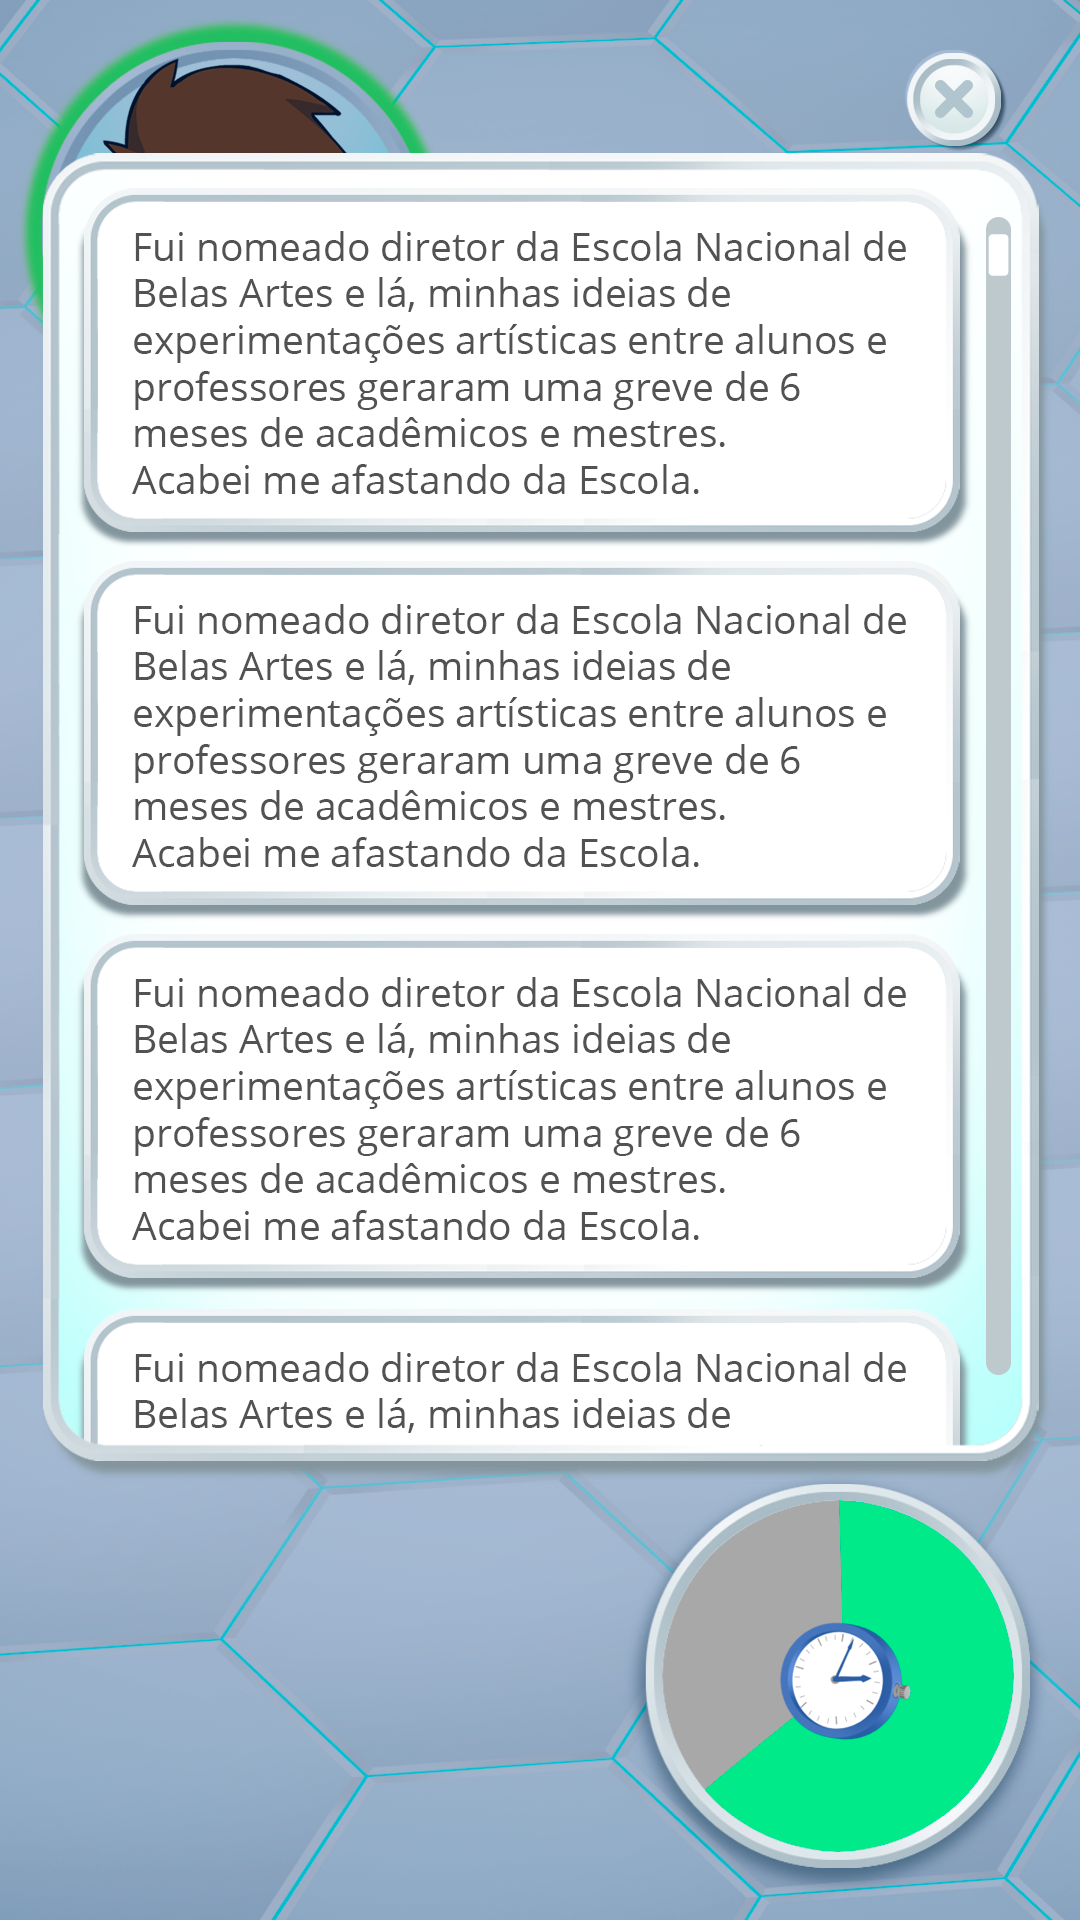 Fui nomeado diretor da Escola Nacional de
Belas Artes e lá, minhas ideias de
experimentações artísticas entre alunos e
professores geraram uma greve de 6
meses de acadêmicos e mestres.
Acabei me afastando da Escola.
Fui nomeado diretor da Escola Nacional de
Belas Artes e lá, minhas ideias de
experimentações artísticas entre alunos e
professores geraram uma greve de 6
meses de acadêmicos e mestres.
Acabei me afastando da Escola.
Fui nomeado diretor da Escola Nacional de
Belas Artes e lá, minhas ideias de
experimentações artísticas entre alunos e
professores geraram uma greve de 6
meses de acadêmicos e mestres.
Acabei me afastando da Escola.
Fui nomeado diretor da Escola Nacional de
Belas Artes e lá, minhas ideias de